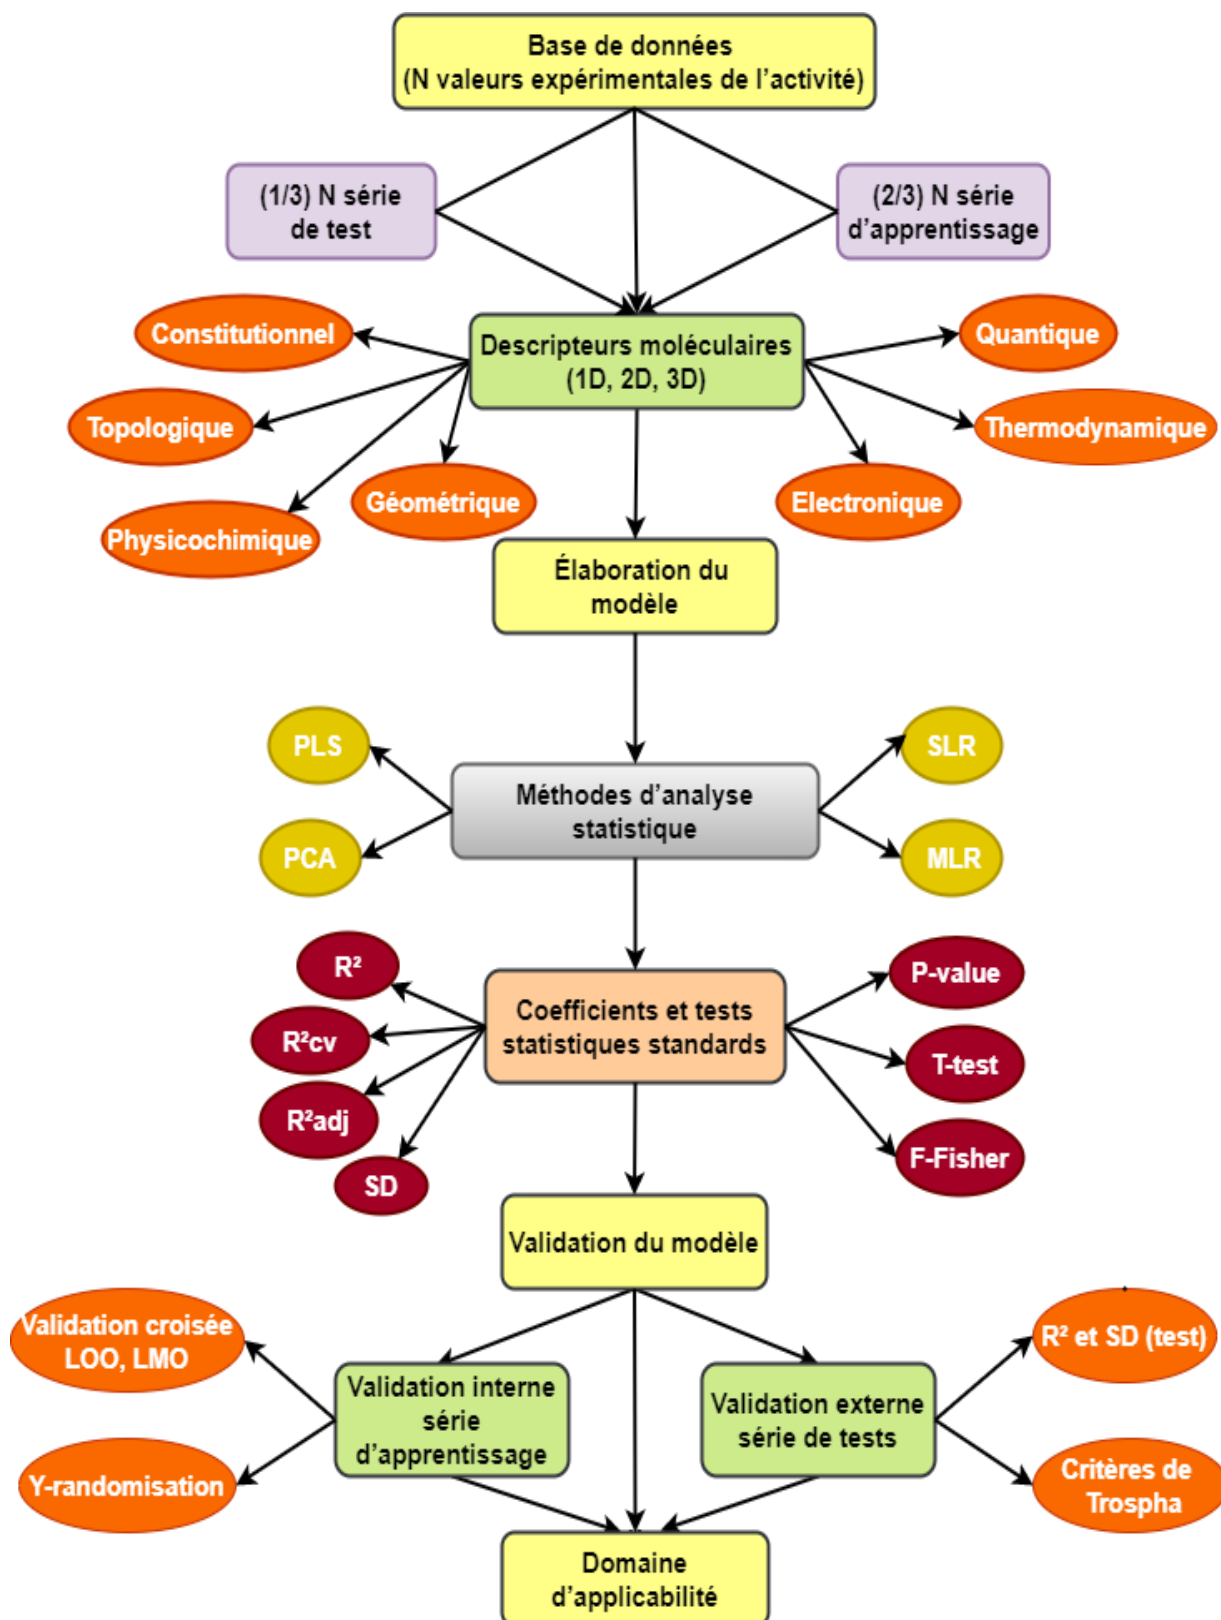 Base de données
(N valeurs expérimentales de l’activité)
(1/3) N série
de test
(2/3) N série
d’apprentissage
Constitutionnel
Descripteurs moléculaires
(1D, 2D, 3D)
Quantique
Topologique
Thermodynamique
Physicochimique
Géométrique
Electronique
Élaboration du
modèle
PLS
SLR
Méthodes d’analyse
statistique
PCA
MLR
R²
P-value
Coefficients et tests
statistiques standards
R²cv
T-test
R²adj
F-Fisher
SD
Validation du modèle
Validation croisée
LOO, LMO
R² et SD (test)
Validation interne
série
d’apprentissage
Validation externe
série de tests
Y-randomisation
Critères de
Trospha
Domaine
d’applicabilité